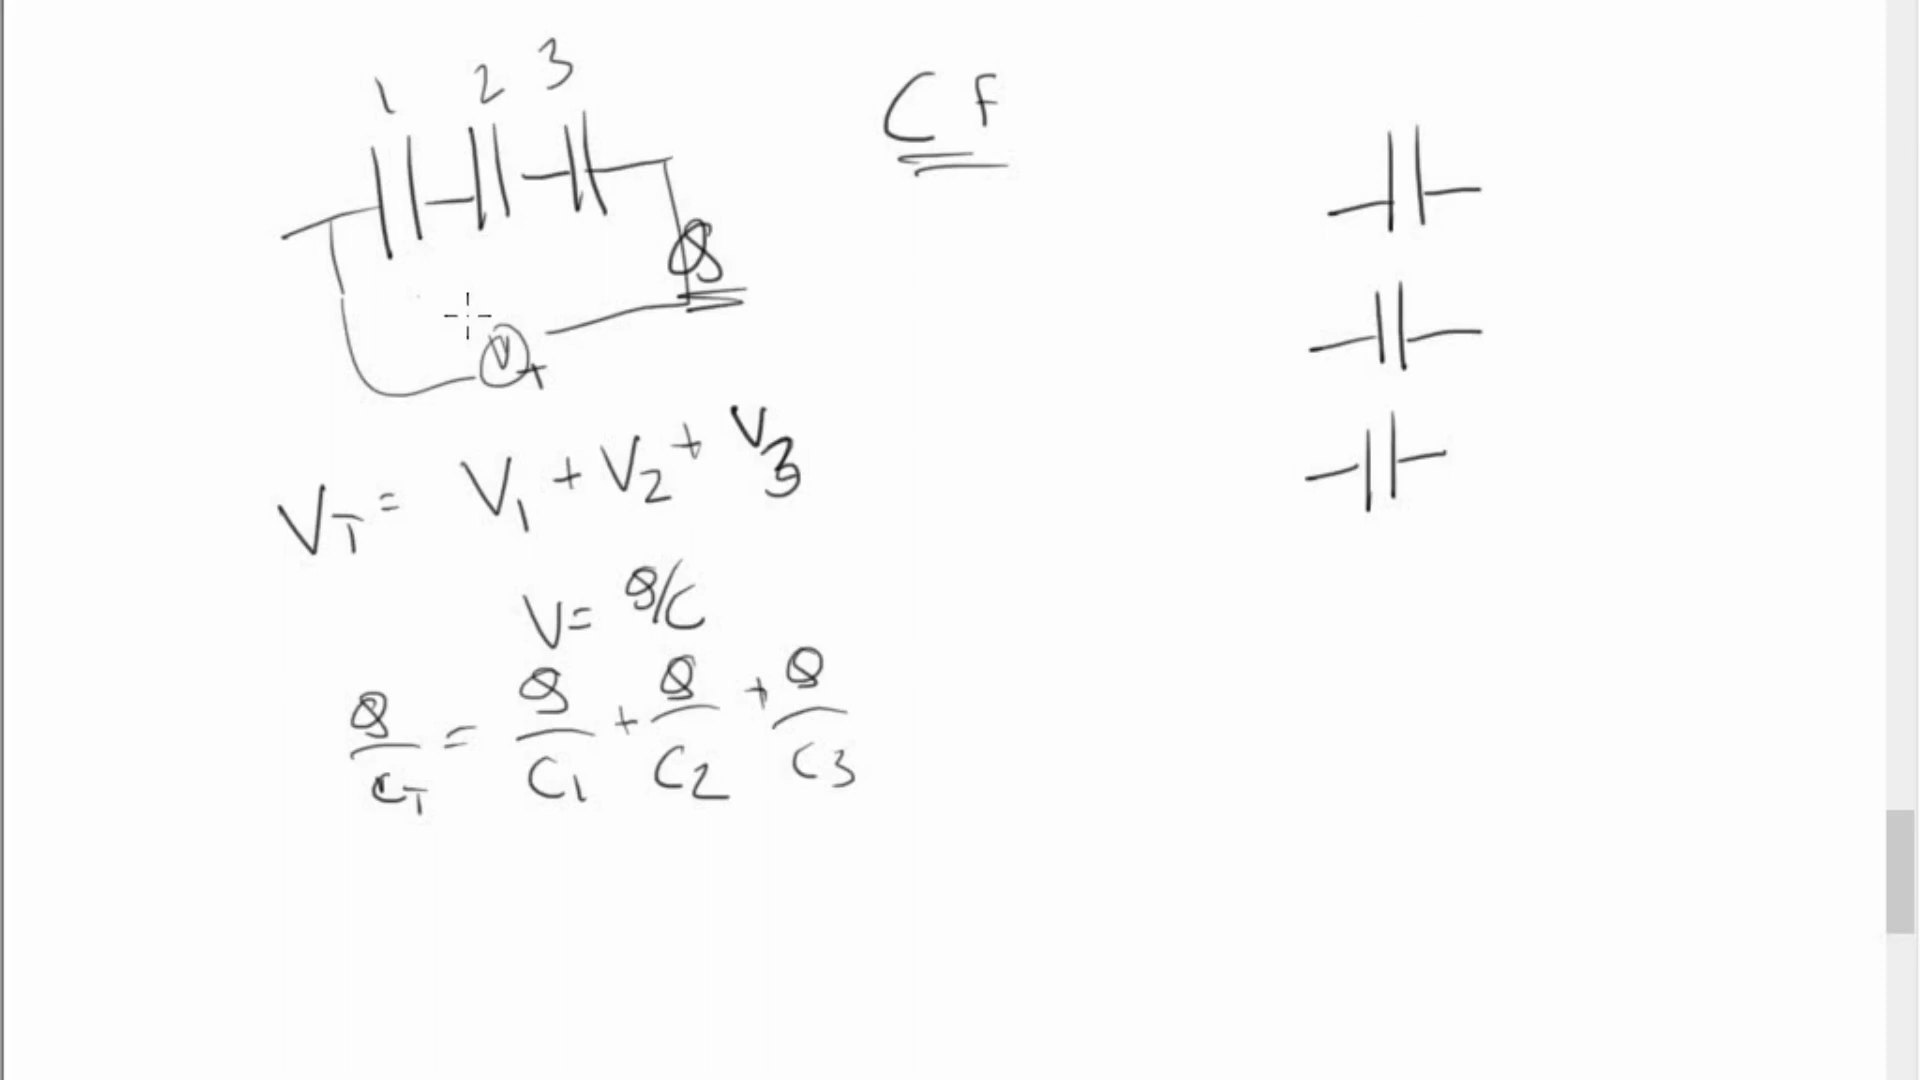 1 2 3
C F
Q
V +
V_T = V_1 + V_2 + V_3
V = Q/C
Q/C_T = Q/C_1 + Q/C_2 + Q/C_3